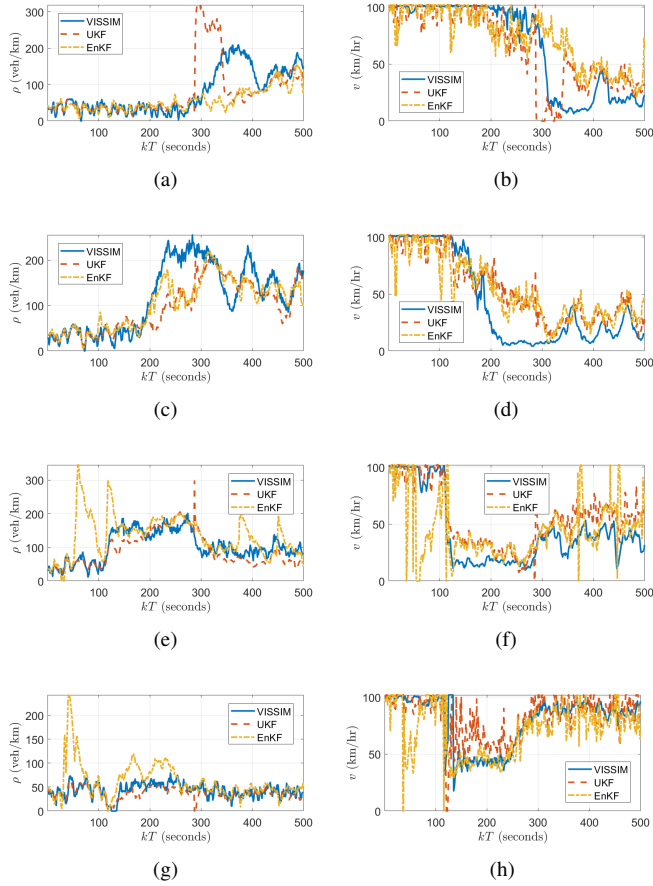 300
200
100
0
ρ (veh/km)
VISSIM
UKF
EnKF
100 200 300 400 500
kT (seconds)
(a)
100
50
0
v (km/hr)
VISSIM
UKF
EnKF
100 200 300 400 500
kT (seconds)
(b)
200
100
0
ρ (veh/km)
VISSIM
UKF
EnKF
100 200 300 400 500
kT (seconds)
(c)
100
50
0
v (km/hr)
VISSIM
UKF
EnKF
100 200 300 400 500
kT (seconds)
(d)
300
200
100
0
ρ (veh/km)
VISSIM
UKF
EnKF
100 200 300 400 500
kT (seconds)
(e)
100
50
0
v (km/hr)
VISSIM
UKF
EnKF
100 200 300 400 500
kT (seconds)
(f)
200
150
100
50
0
ρ (veh/km)
VISSIM
UKF
EnKF
100 200 300 400 500
kT (seconds)
(g)
100
50
0
v (km/hr)
VISSIM
UKF
EnKF
100 200 300 400 500
kT (seconds)
(h)